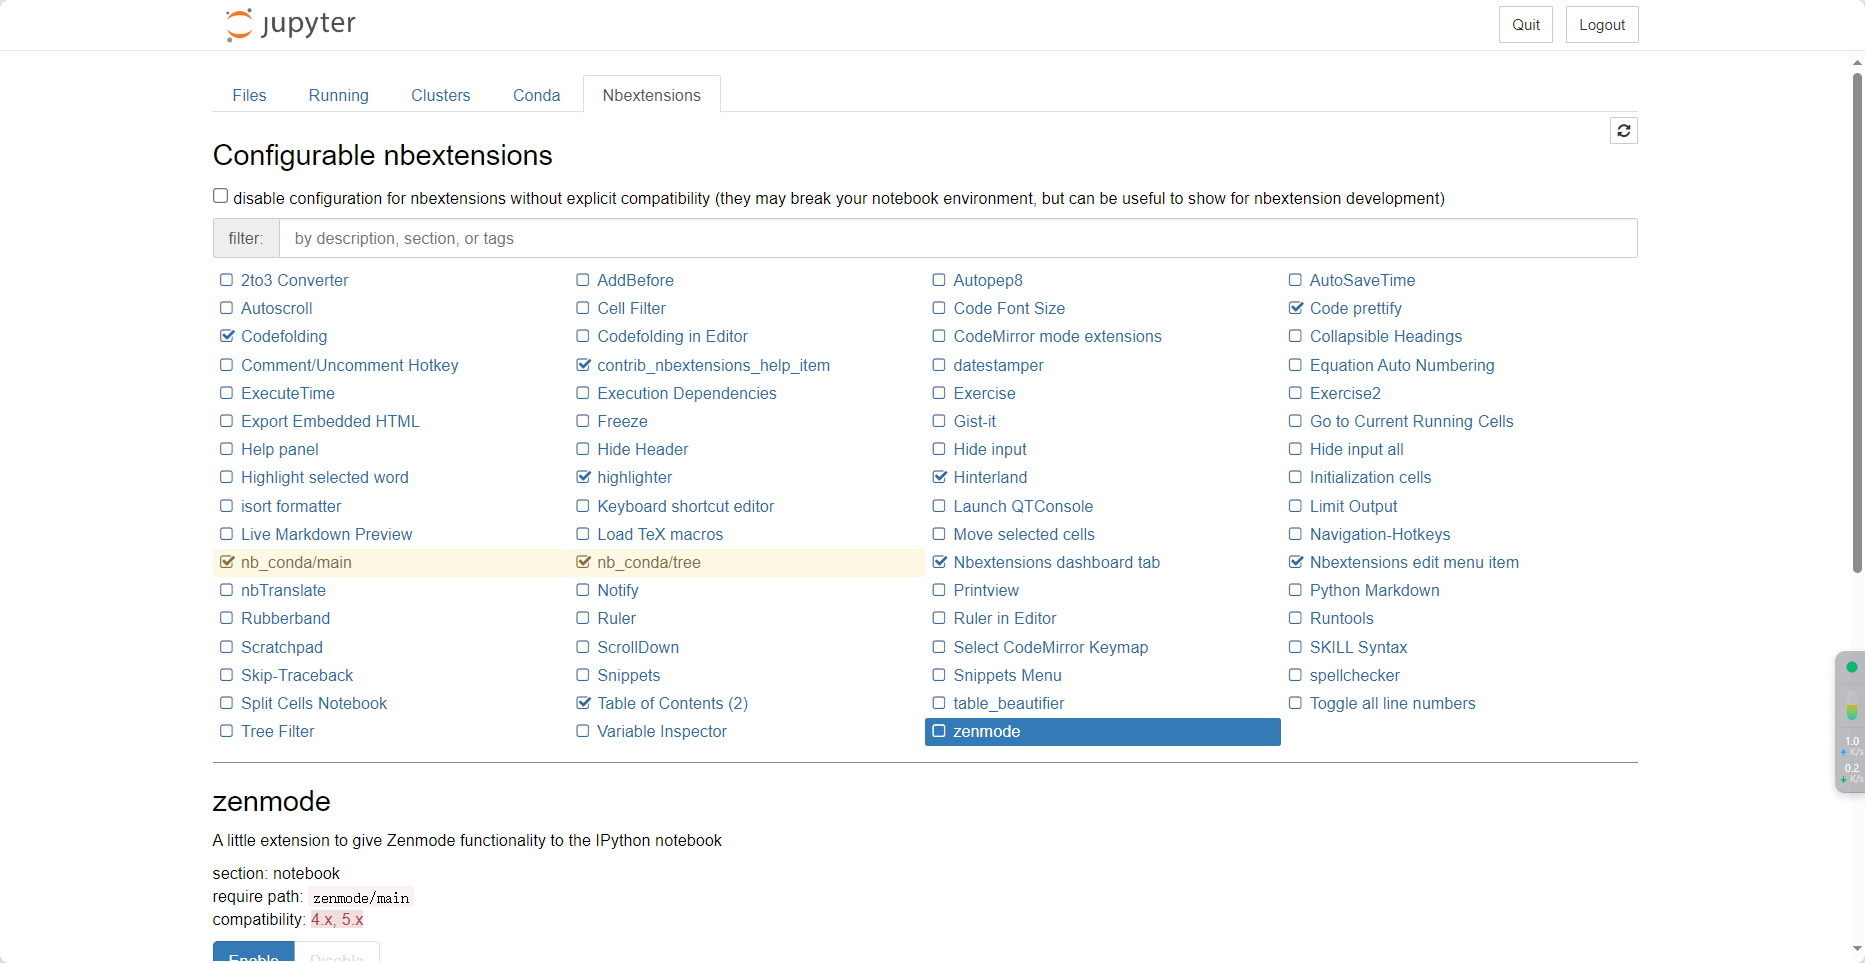 jupyter
Quit Logout
Files Running Clusters Conda Nbextensions
Configurable nbextensions
disable configuration for nbextensions without explicit compatibility (they may break your notebook environment, but can be useful to show for nbextension development)
filter: by description, section, or tags
2to3 Converter AddBefore Autopep8 AutoSaveTime
Autoscroll Cell Filter Code Font Size Code prettify
Codefolding Codefolding in Editor CodeMirror mode extensions Collapsible Headings
Comment/Uncomment Hotkey contrib_nbextensions_help_item datestamper Equation Auto Numbering
ExecuteTime Execution Dependencies Exercise Exercise2
Export Embedded HTML Freeze Gist-it Go to Current Running Cells
Help panel Hide Header Hide input Hide input all
Highlight selected word highlighter Hinterland Initialization cells
isort formatter Keyboard shortcut editor Launch QTConsole Limit Output
Live Markdown Preview Load TeX macros Move selected cells Navigation-Hotkeys
nb_conda/main nb_conda/tree Nbextensions dashboard tab Nbextensions edit menu item
nbTranslate Notify Printview Python Markdown
Rubberband Ruler Ruler in Editor Runtools
Scratchpad ScrollDown Select CodeMirror Keymap SKILL Syntax
Skip-Traceback Snippets Snippets Menu spellchecker
Split Cells Notebook Table of Contents (2) table_beautifier Toggle all line numbers
Tree Filter Variable Inspector zenmode
1.0
K/s
0.2
K/s
zenmode
A little extension to give Zenmode functionality to the IPython notebook
section: notebook
require path: zenmode/main
compatibility: 4.x, 5.x
Enable Disable